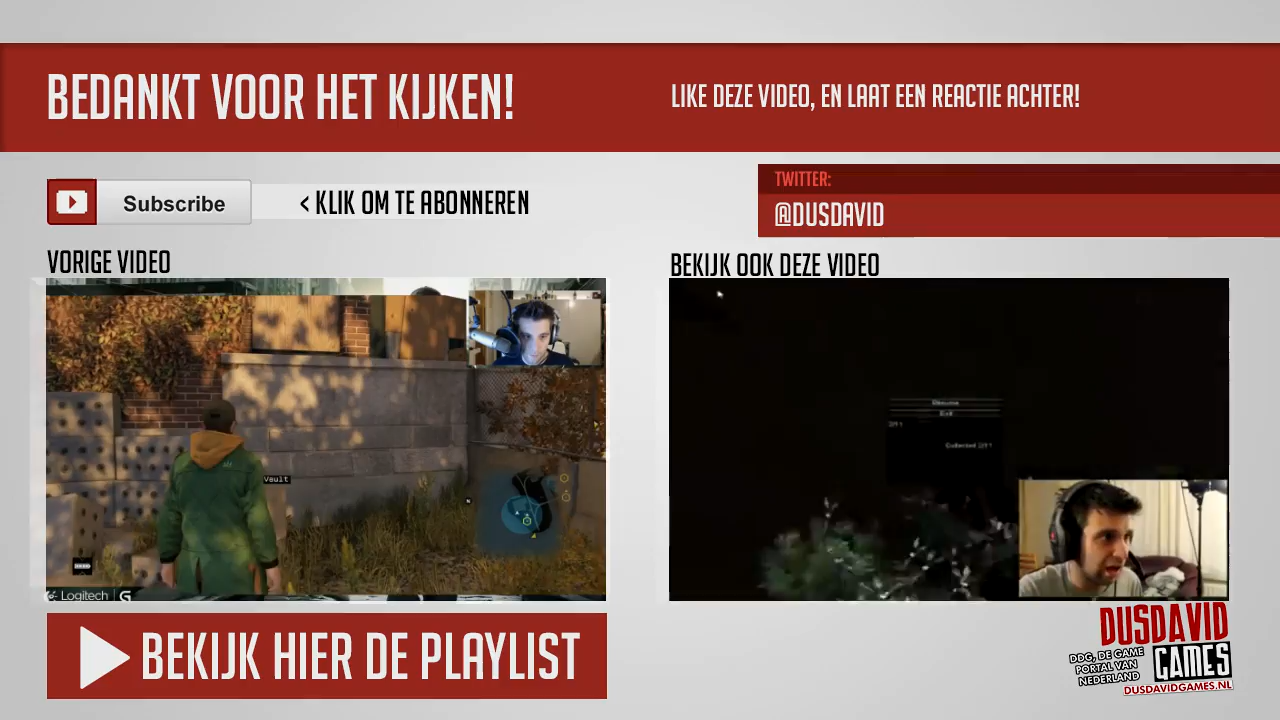 BEDANKT VOOR HET KIJKEN!
LIKE DEZE VIDEO, EN LAAT EEN REACTIE ACHTER!
Subscribe
< KLIK OM TE ABONNEREN
TWITTER:
@DUSDAVID
VORIGE VIDEO
BEKIJK OOK DEZE VIDEO
Vault
Resume
Exit
Logitech G
BEKIJK HIER DE PLAYLIST
DUSDAVID
GAMES
DDG, DE GAME
PORTAL VAN
NEDERLAND
DUSDAVIDGAMES.NL